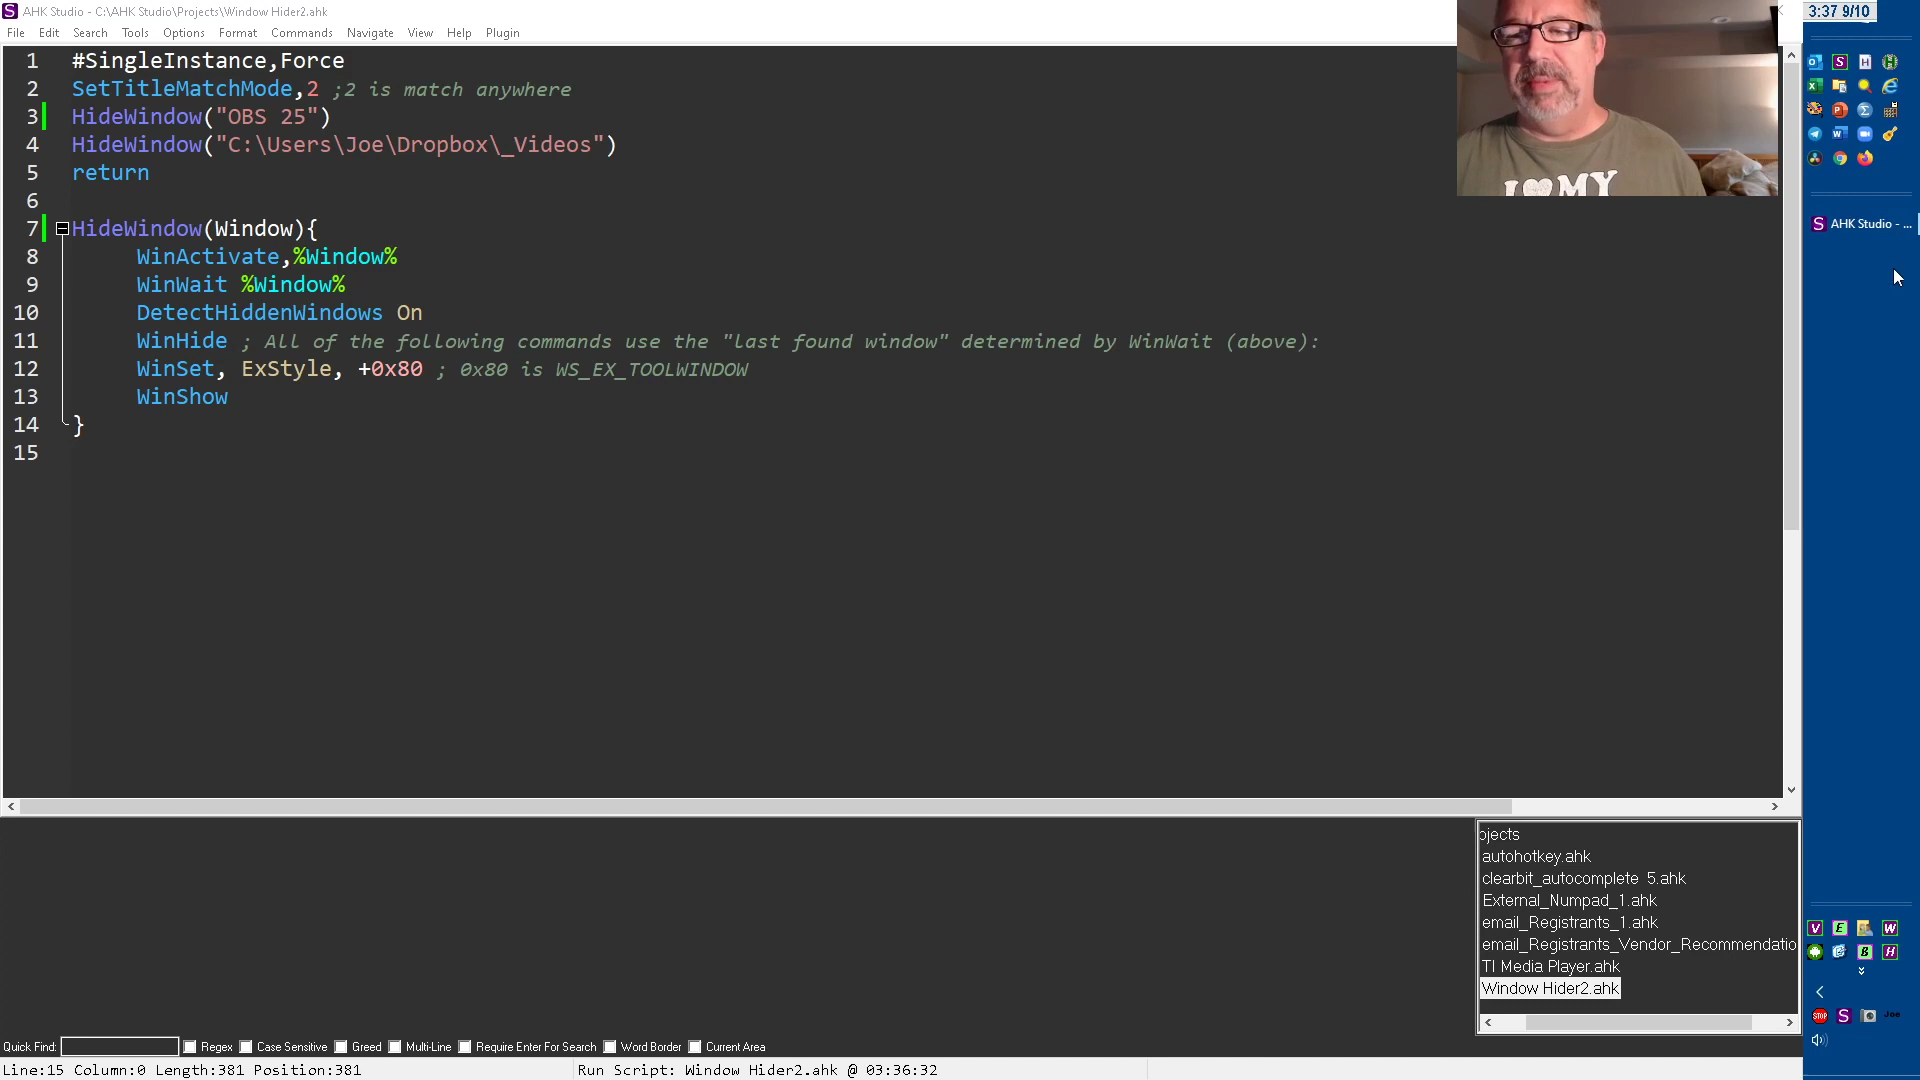 AHK Studio - C:\AHK Studio\Projects\Window Hider2.ahk
File Edit Search Tools Options Format Commands Navigate View Help Plugin
1 #SingleInstance,Force
2 SetTitleMatchMode,2 ;2 is match anywhere
3 HideWindow("OBS 25")
4 HideWindow("C:\Users\Joe\Dropbox\_Videos")
5 return
6
7 HideWindow(Window){
8 WinActivate,%Window%
9 WinWait %Window%
10 DetectHiddenWindows On
11 WinHide ; All of the following commands use the "last found window" determined by WinWait (above):
12 WinSet, ExStyle, +0x80 ; 0x80 is WS_EX_TOOLWINDOW
13 WinShow
14 }
15
I MY
3:37 9/10
AHK Studio - ...
ojects
autohotkey.ahk
clearbit_autocomplete 5.ahk
External_Numpad_1.ahk
email_Registrants_1.ahk
email_Registrants_Vendor_Recommendatio
TI Media Player.ahk
Window Hider2.ahk
V E W
B H
STOP S Joe
Quick Find: Regex Case Sensitive Greed Multi-Line Require Enter For Search Word Border Current Area
Line:15 Column:0 Length:381 Position:381 Run Script: Window Hider2.ahk @ 03:36:32